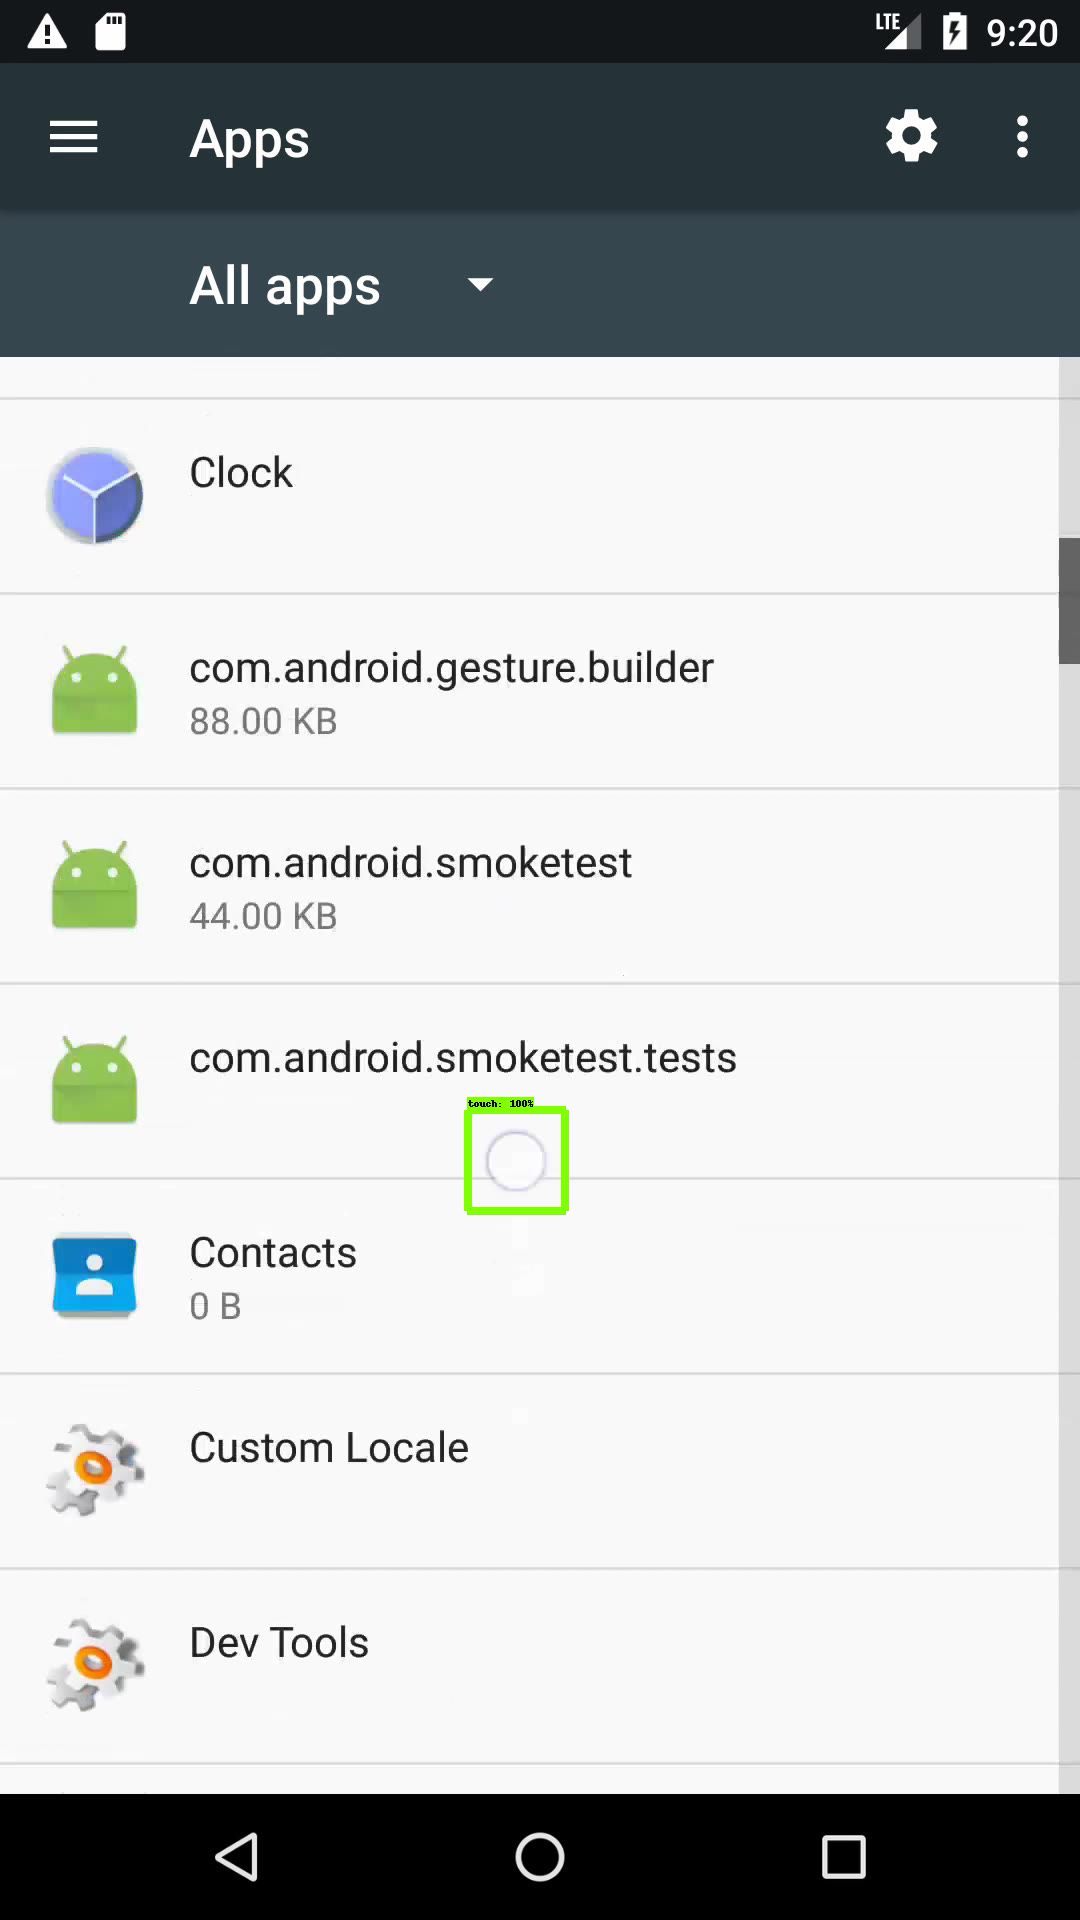 LTE 9:20
Apps
All apps
Clock
com.android.gesture.builder
88.00 KB
com.android.smoketest
44.00 KB
com.android.smoketest.tests
touch: 100%
Contacts
0 B
Custom Locale
Dev Tools